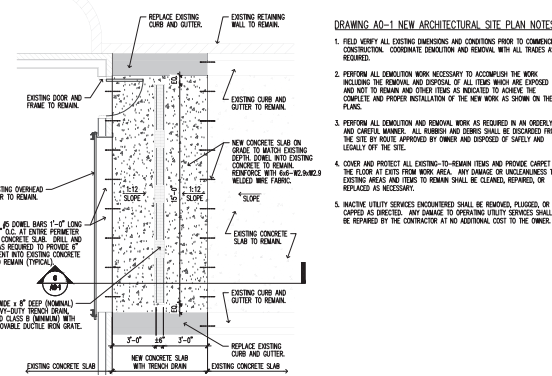 REPLACE EXISTING
CURB AND GUTTER.
EXISTING RETAINING
WALL TO REMAIN.
EXISTING DOOR AND
FRAME TO REMAIN.
EQ.
EXISTING CURB AND
GUTTER TO REMAIN.
NEW CONCRETE SLAB ON
GRADE TO MATCH EXISTING
DEPTH. DOWEL INTO EXISTING
CONCRETE TO REMAIN.
REINFORCE WITH 6x6-W2.9xW2.9
WELDED WIRE FABRIC.
OVERHEAD
TO REMAIN.
1:12
SLOPE
15'-0"
1:12
SLOPE
SLOPE
#5 DOWEL BARS 1'-0" LONG
O.C. AT ENTIRE PERIMETER
CONCRETE SLAB. DRILL AND
AS REQUIRED TO PROVIDE 6"
INTO EXISTING CONCRETE
REMAIN (TYPICAL).
EXISTING CONCRETE
SLAB TO REMAIN.
6
x 8" DEEP (NOMINAL)
TRENCH DRAIN,
CLASS B (MINIMUM) WITH
DUCTILE IRON GRATE.
EXISTING CURB AND
GUTTER TO REMAIN.
EQ.
3'-0" ±6" 3'-0"
REPLACE EXISTING
CURB AND GUTTER.
EXISTING CONCRETE SLAB
NEW CONCRETE SLAB
WITH TRENCH DRAIN
EXISTING CONCRETE SLAB
DRAWING A0-1 NEW ARCHITECTURAL SITE PLAN NOTES
1. FIELD VERIFY ALL EXISTING DIMENSIONS AND CONDITIONS PRIOR TO
CONSTRUCTION. COORDINATE DEMOLITION AND REMOVAL WITH ALL TRADES
REQUIRED.
2. PERFORM ALL DEMOLITION WORK NECESSARY TO ACCOMPLISH THE WORK
INCLUDING THE REMOVAL AND DISPOSAL OF ALL ITEMS WHICH ARE EXPOSED
AND NOT TO REMAIN AND OTHER ITEMS AS INDICATED TO ACHIEVE THE
COMPLETE AND PROPER INSTALLATION OF THE NEW WORK AS SHOWN ON THE
PLANS.
3. PERFORM ALL DEMOLITION AND REMOVAL WORK AS REQUIRED IN AN ORDERLY
AND CAREFUL MANNER. ALL RUBBISH AND DEBRIS SHALL BE DISCARDED
THE SITE BY ROUTE APPROVED BY OWNER AND DISPOSED OF SAFELY AND
LEGALLY OFF THE SITE.
4. COVER AND PROTECT ALL EXISTING-TO-REMAIN ITEMS AND PROVIDE CARPET
THE FLOOR AT EXITS FROM WORK AREA. ANY DAMAGE OR UNCLEANLINESS
EXISTING AREAS AND ITEMS TO REMAIN SHALL BE CLEANED, REPAIRED, OR
REPLACED AS NECESSARY.
5. INACTIVE UTILITY SERVICES ENCOUNTERED SHALL BE REMOVED, PLUGGED, OR
CAPPED AS DIRECTED. ANY DAMAGE TO OPERATING UTILITY SERVICES SHALL
BE REPAIRED BY THE CONTRACTOR AT NO ADDITIONAL COST TO THE OWNER.